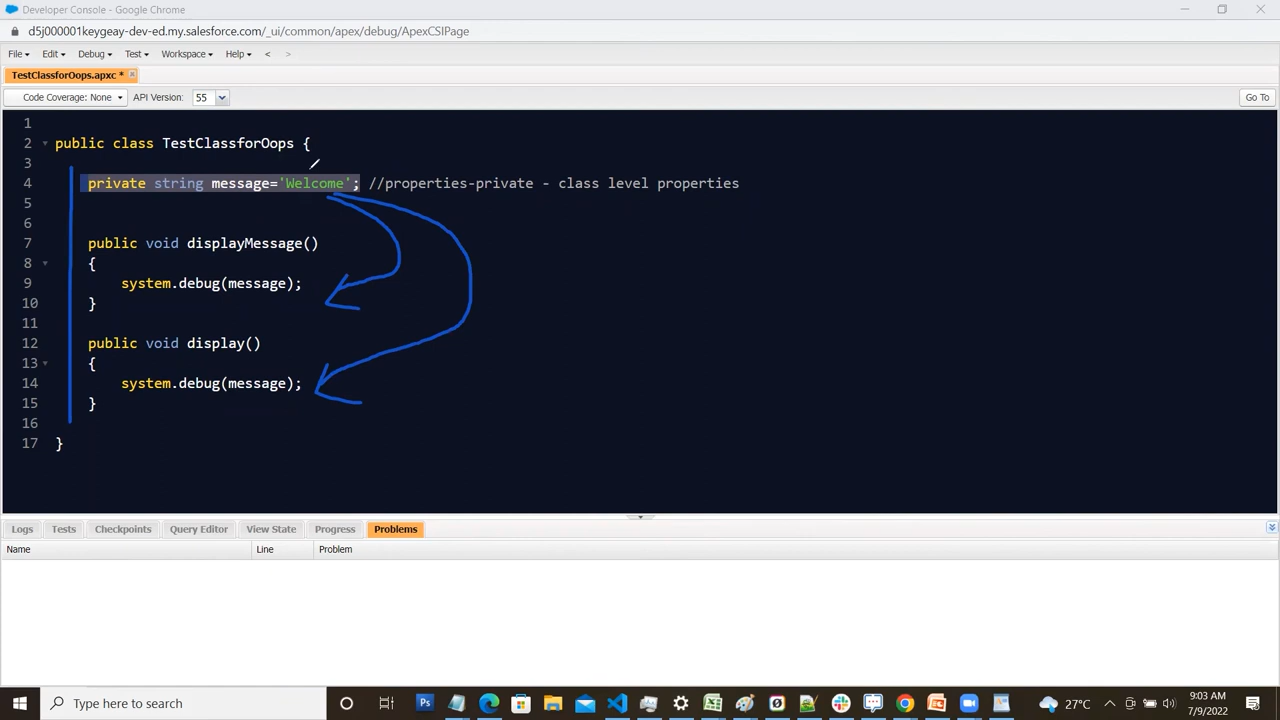 Developer Console - Google Chrome
d5j000001keygeay-dev-ed.my.salesforce.com/_ui/common/apex/debug/ApexCSIPage
File Edit Debug Test Workspace Help < >
TestClassforOops.apxc *
Code Coverage: None API Version: 55 Go To
1
2 public class TestClassforOops {
3
4 private string message='Welcome'; //properties-private - class level properties
5
6
7 public void displayMessage()
8 {
9 system.debug(message);
10 }
11
12 public void display()
13 {
14 system.debug(message);
15 }
16
17 }
Logs Tests Checkpoints Query Editor View State Progress Problems
Name Line Problem
Type here to search
Ps
27°C
9:03 AM
7/9/2022